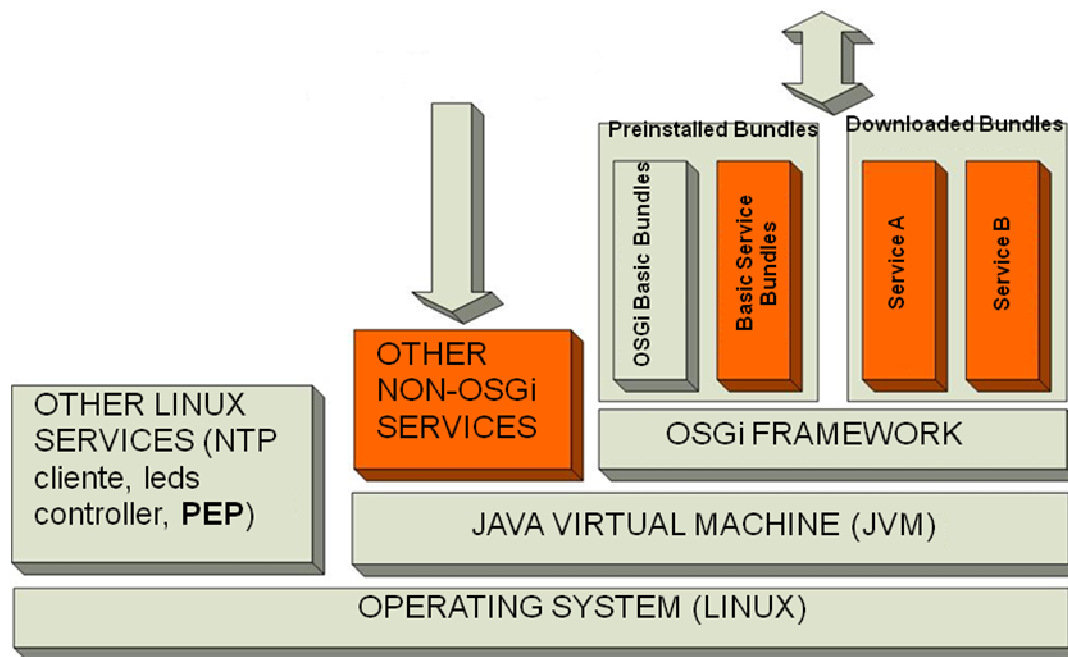 Preinstalled Bundles
Downloaded Bundles
OSGi Basic Bundles
Basic Service
Bundles
Service A
Service B
OTHER
NON-OSGi
SERVICES
OTHER LINUX
SERVICES (NTP
cliente, leds
controller, PEP)
OSGi FRAMEWORK
JAVA VIRTUAL MACHINE (JVM)
OPERATING SYSTEM (LINUX)